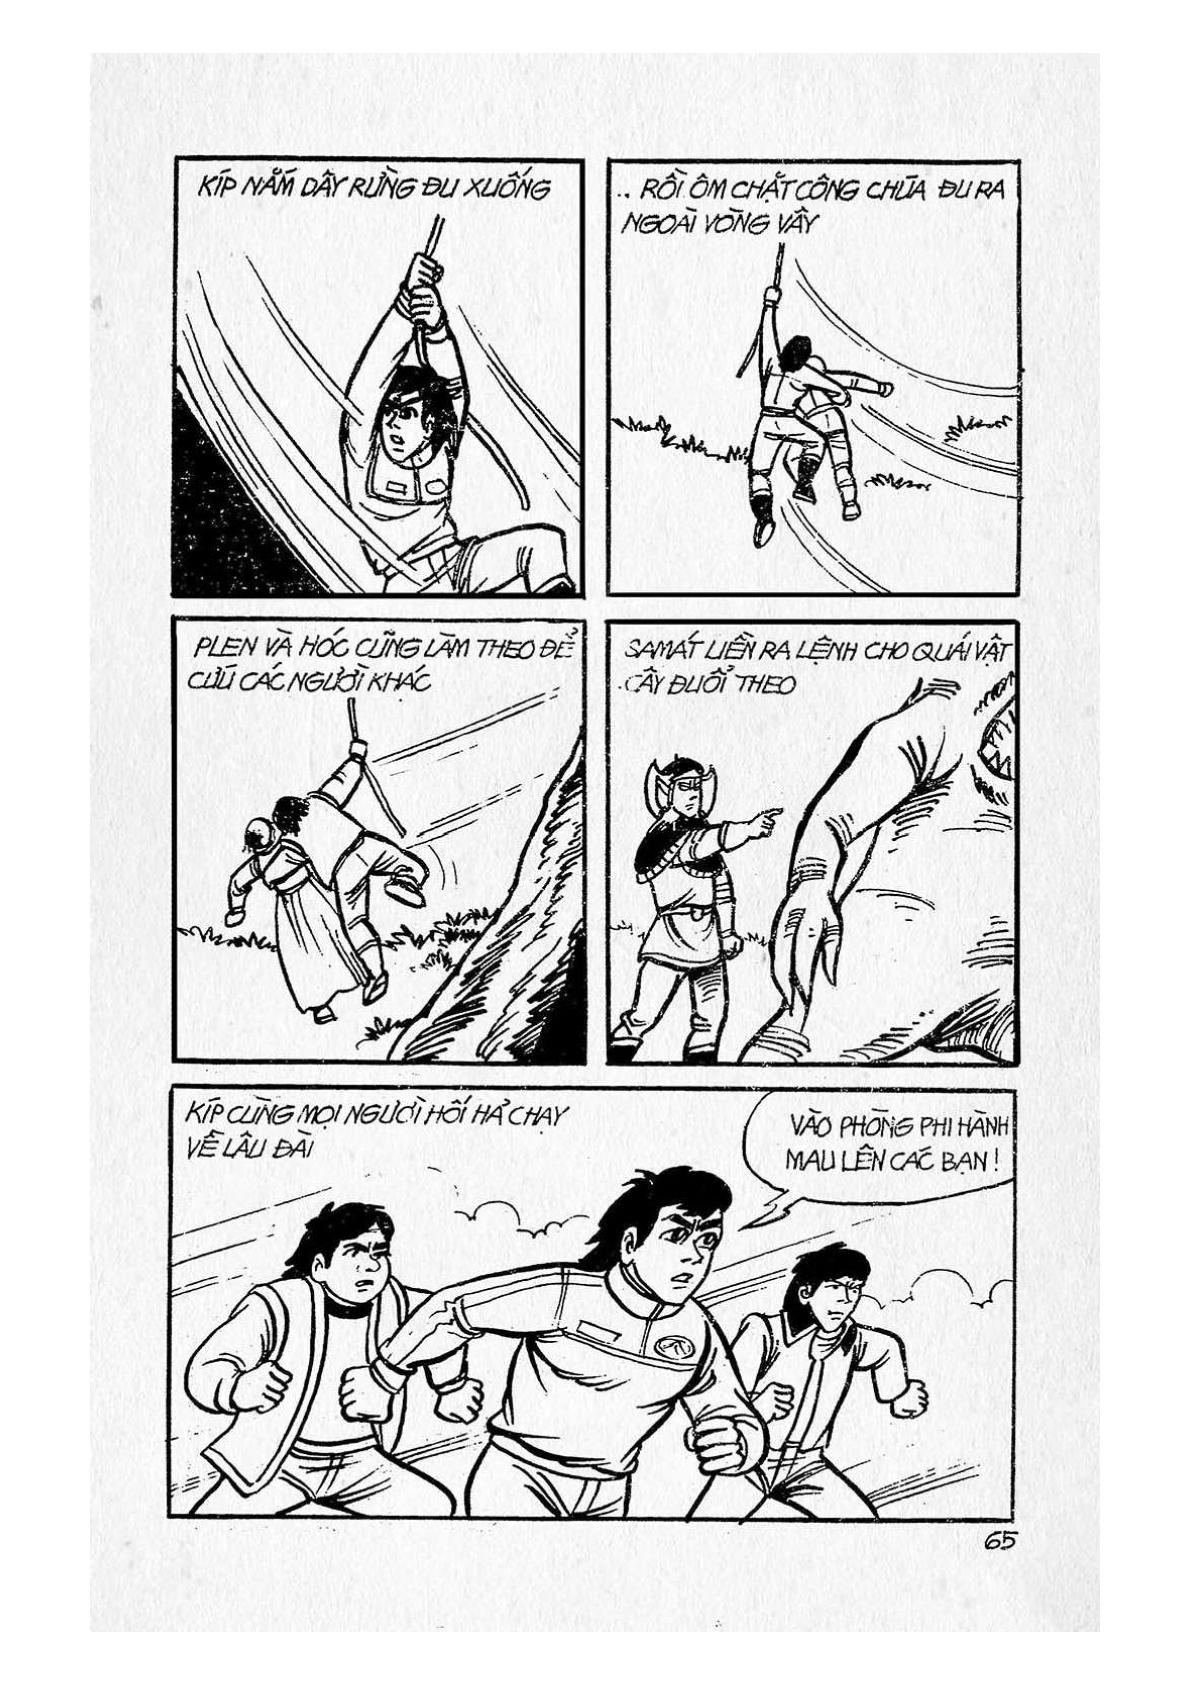 KÍP NẮM DÂY RỪNG ĐU XUỐNG
.. RỒI ÔM CHẶT CÔNG CHÚA ĐU RA
NGOÀI VÒNG VÂY
PLEN VÀ HÓC CŨNG LÀM THEO ĐỂ
CỨU CÁC NGƯỜI KHÁC
SAMÁT LIỀN RA LỆNH CHO QUÁI VẬT
CÂY ĐUỔI THEO
KÍP CÙNG MỌI NGƯỜI HỐI HẢ CHẠY
VỀ LÂU ĐÀI
VÀO PHÒNG PHI HÀNH
MAU LÊN CÁC BẠN !
65